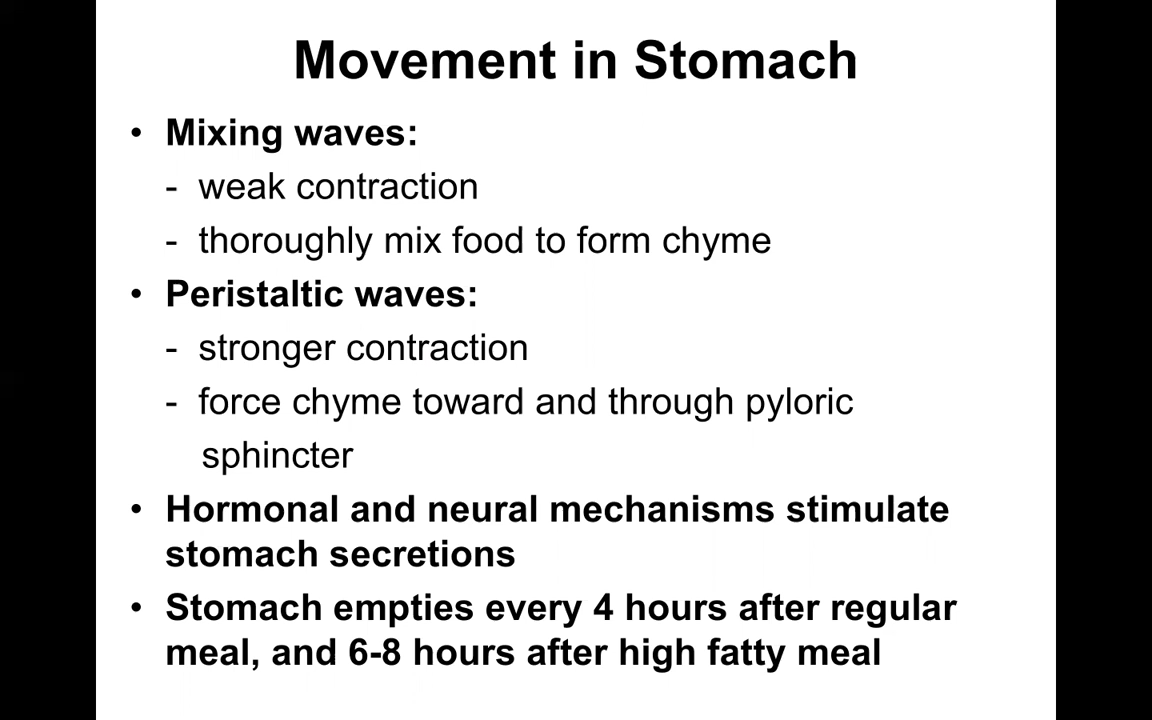 Movement in Stomach
• Mixing waves:
- weak contraction
- thoroughly mix food to form chyme
• Peristaltic waves:
- stronger contraction
- force chyme toward and through pyloric
sphincter
• Hormonal and neural mechanisms stimulate
stomach secretions
• Stomach empties every 4 hours after regular
meal, and 6-8 hours after high fatty meal